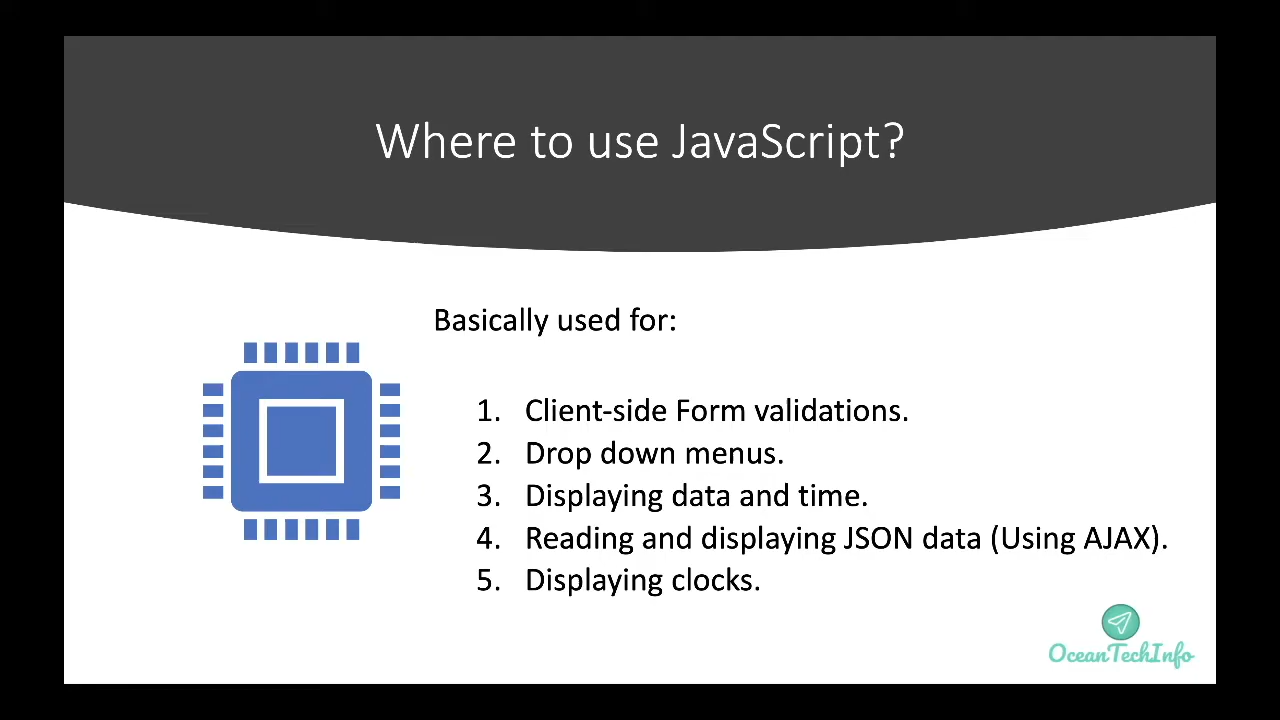 Where to use JavaScript?
Basically used for:
1. Client-side Form validations.
2. Drop down menus.
3. Displaying data and time.
4. Reading and displaying JSON data (Using AJAX).
5. Displaying clocks.
OceanTechInfo